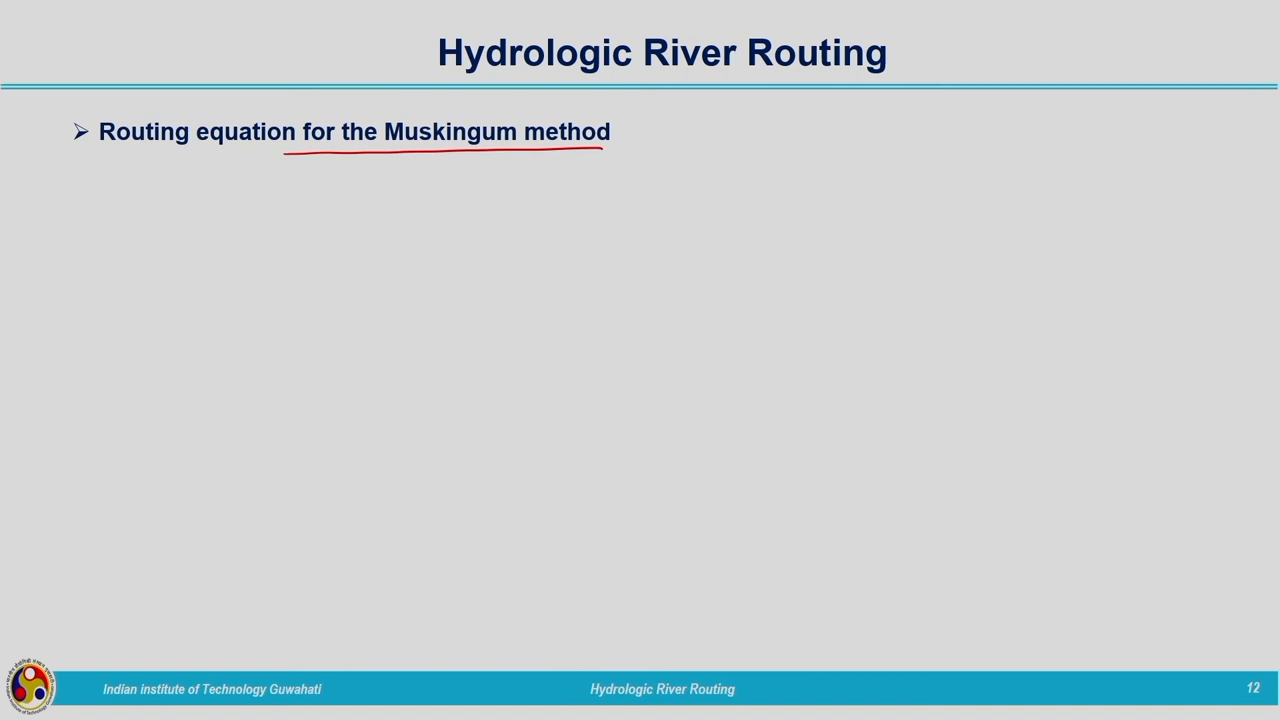 Hydrologic River Routing
➢ Routing equation for the Muskingum method
Indian institute of Technology Guwahati
Hydrologic River Routing
12